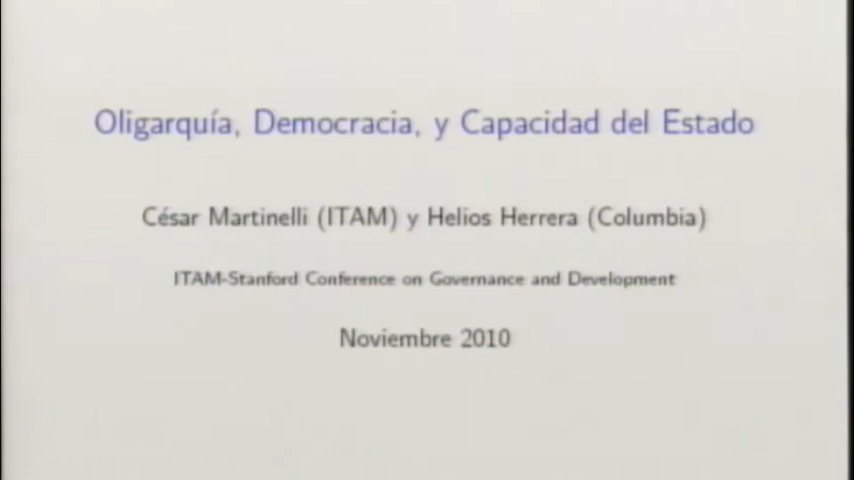 Oligarquía, Democracia, y Capacidad del Estado
César Martinelli (ITAM) y Helios Herrera (Columbia)
ITAM-Stanford Conference on Governance and Development
Noviembre 2010